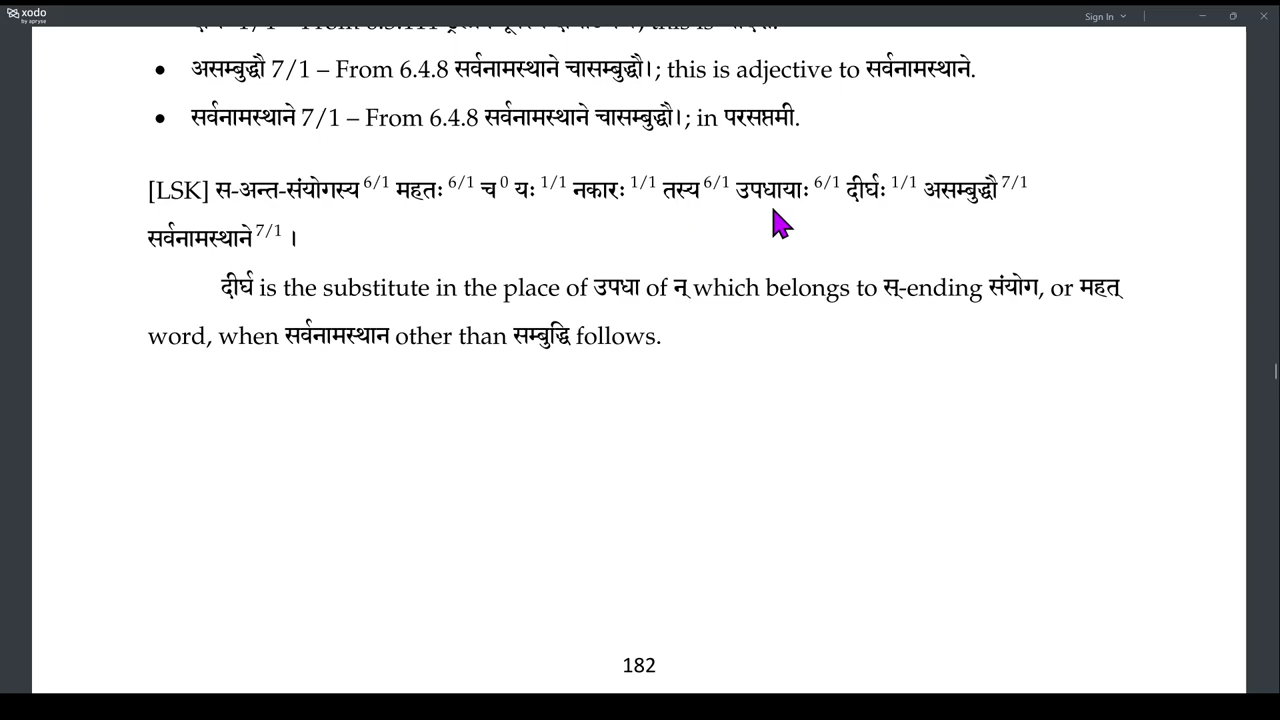 xodo
by apryse
Sign In
• असम्बुद्धौ 7/1 – From 6.4.8 सर्वनामस्थाने चासम्बुद्धौ।; this is adjective to सर्वनामस्थाने.
• सर्वनामस्थाने 7/1 – From 6.4.8 सर्वनामस्थाने चासम्बुद्धौ।; in परसप्तमी.
[LSK] स-अन्त-संयोगस्य 6/1 महतः 6/1 च 0 यः 1/1 नकारः 1/1 तस्य 6/1 उपधायाः 6/1 दीर्घः 1/1 असम्बुद्धौ 7/1
सर्वनामस्थाने 7/1 ।
दीर्घ is the substitute in the place of उपधा of न् which belongs to स्-ending संयोग, or महत्
word, when सर्वनामस्थान other than सम्बुद्धि follows.
182